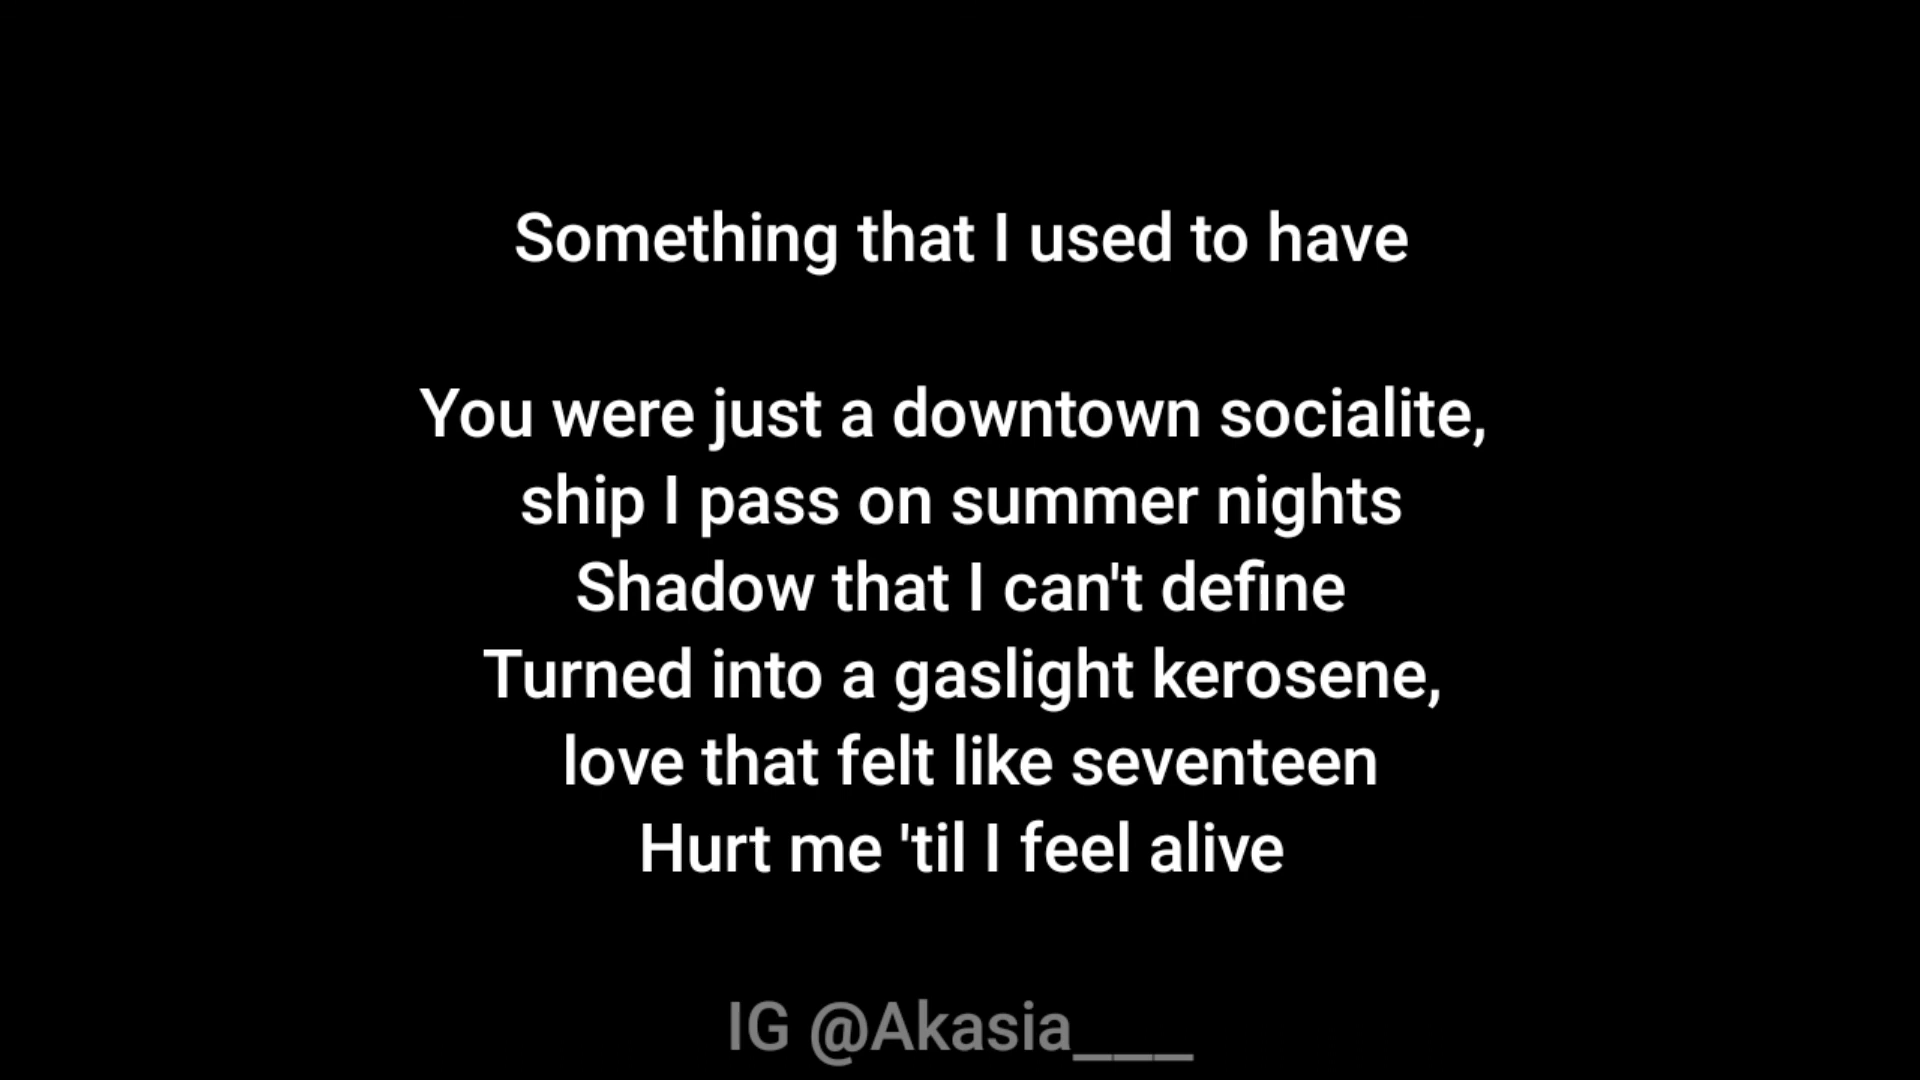 Something that I used to have
You were just a downtown socialite,
ship I pass on summer nights
Shadow that I can't define
Turned into a gaslight kerosene,
love that felt like seventeen
Hurt me 'til I feel alive
IG @Akasia___